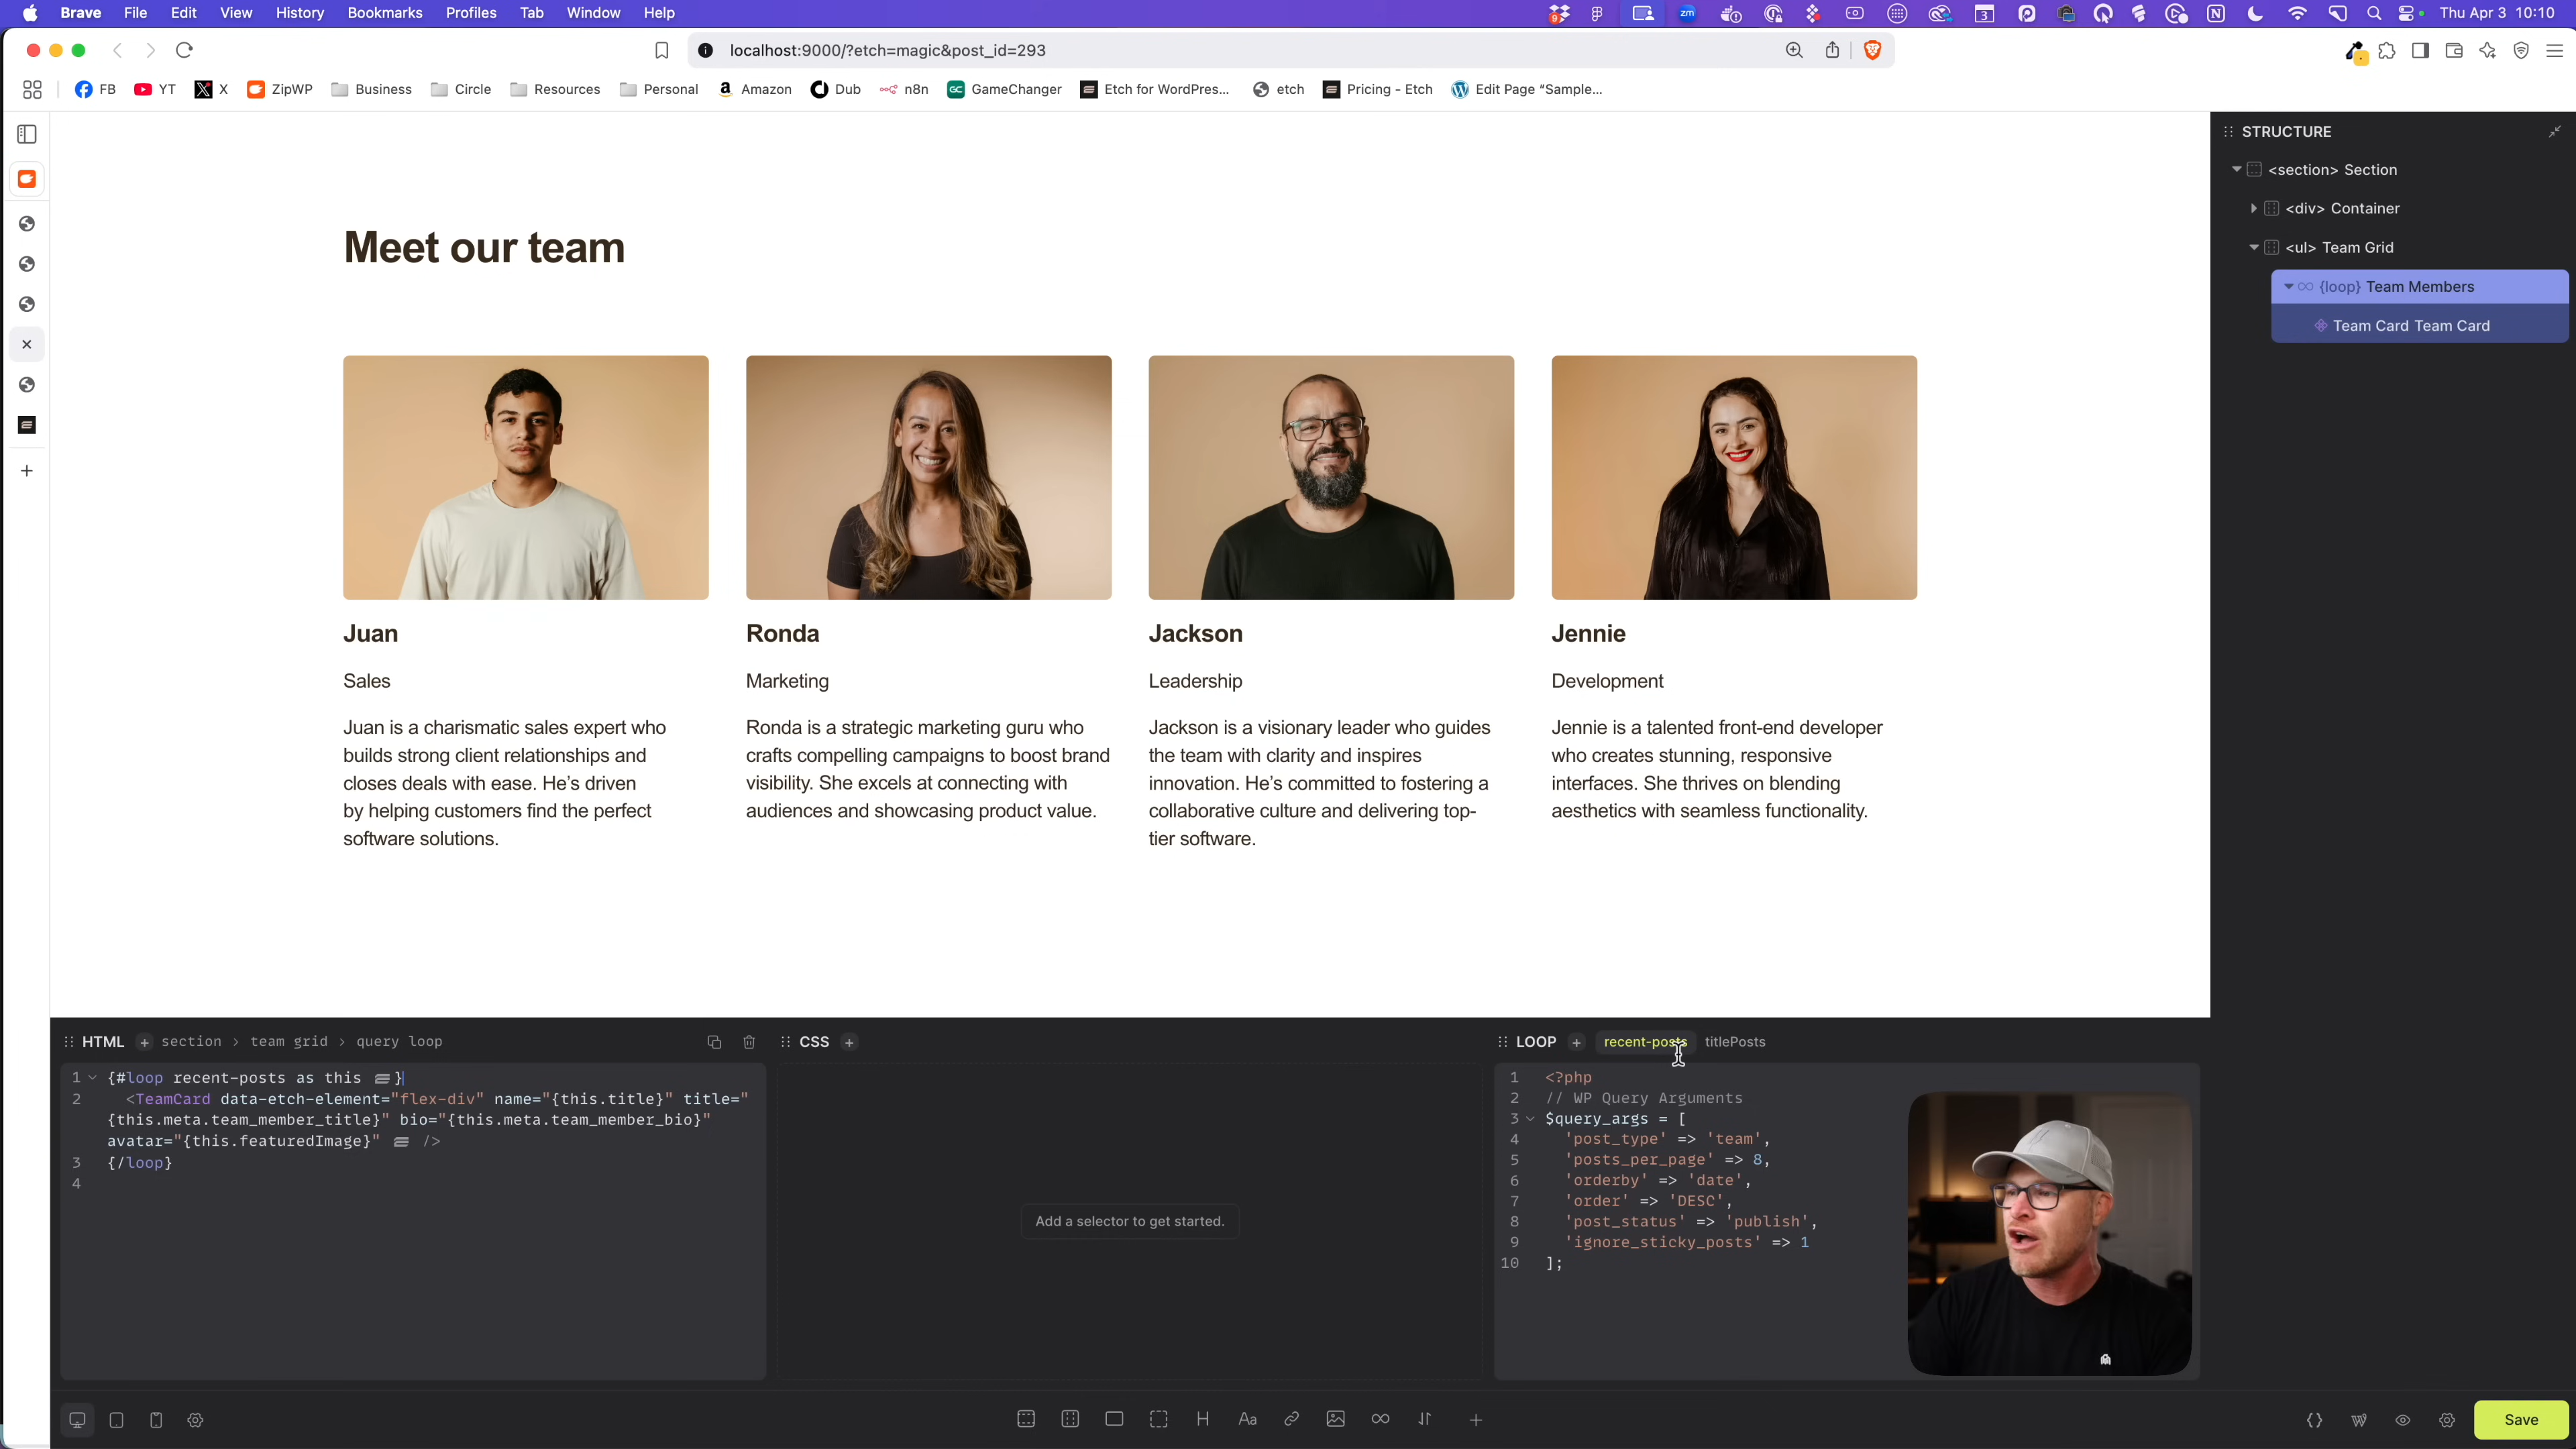 Brave File Edit View History Bookmarks Profiles Tab Window Help
9 zm 3 Thu Apr 3 10:10
localhost:9000/?etch=magic&post_id=293
FB YT X ZipWP Business Circle Resources Personal Amazon Dub n8n GameChanger Etch for WordPres... etch Pricing - Etch Edit Page “Sample...
Meet our team
Juan
Sales
Juan is a charismatic sales expert who
builds strong client relationships and
closes deals with ease. He’s driven
by helping customers find the perfect
software solutions.
Ronda
Marketing
Ronda is a strategic marketing guru who
crafts compelling campaigns to boost brand
visibility. She excels at connecting with
audiences and showcasing product value.
Jackson
Leadership
Jackson is a visionary leader who guides
the team with clarity and inspires
innovation. He’s committed to fostering a
collaborative culture and delivering top-
tier software.
Jennie
Development
Jennie is a talented front-end developer
who creates stunning, responsive
interfaces. She thrives on blending
aesthetics with seamless functionality.
STRUCTURE
<section> Section
<div> Container
<ul> Team Grid
{loop} Team Members
Team Card Team Card
HTML + section › team grid › query loop
1 {#loop recent-posts as this }
2 <TeamCard data-etch-element="flex-div" name="{this.title}" title="
{this.meta.team_member_title}" bio="{this.meta.team_member_bio}"
avatar="{this.featuredImage}" />
3 {/loop}
4
CSS +
Add a selector to get started.
LOOP + recent-posts titlePosts
1 <?php
2 // WP Query Arguments
3 $query_args = [
4 'post_type' => 'team',
5 'posts_per_page' => 8,
6 'orderby' => 'date',
7 'order' => 'DESC',
8 'post_status' => 'publish',
9 'ignore_sticky_posts' => 1
10 ];
H Aa {} Save